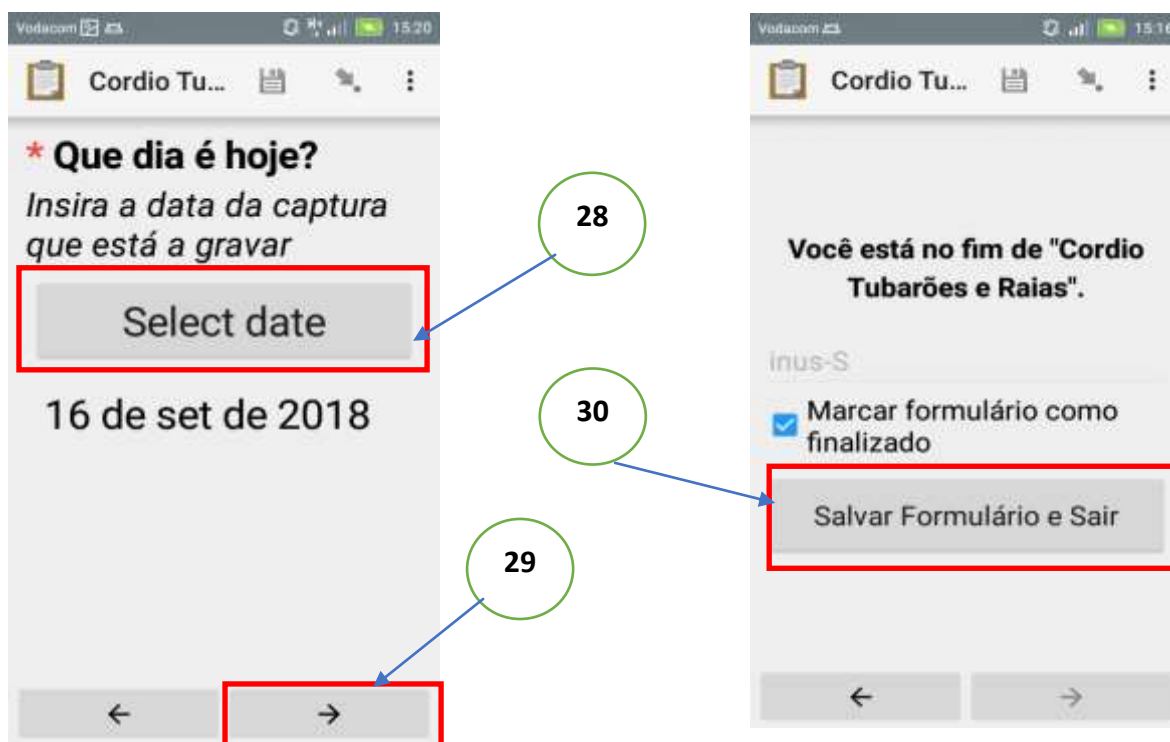 Vodacom
15:20
Cordio Tu...
* Que dia é hoje?
Insira a data da captura
que está a gravar
Select date
16 de set de 2018
28
30
29
Vodacom
15:16
Cordio Tu...
Você está no fim de "Cordio
Tubarões e Raias".
inus-S
Marcar formulário como
finalizado
Salvar Formulário e Sair